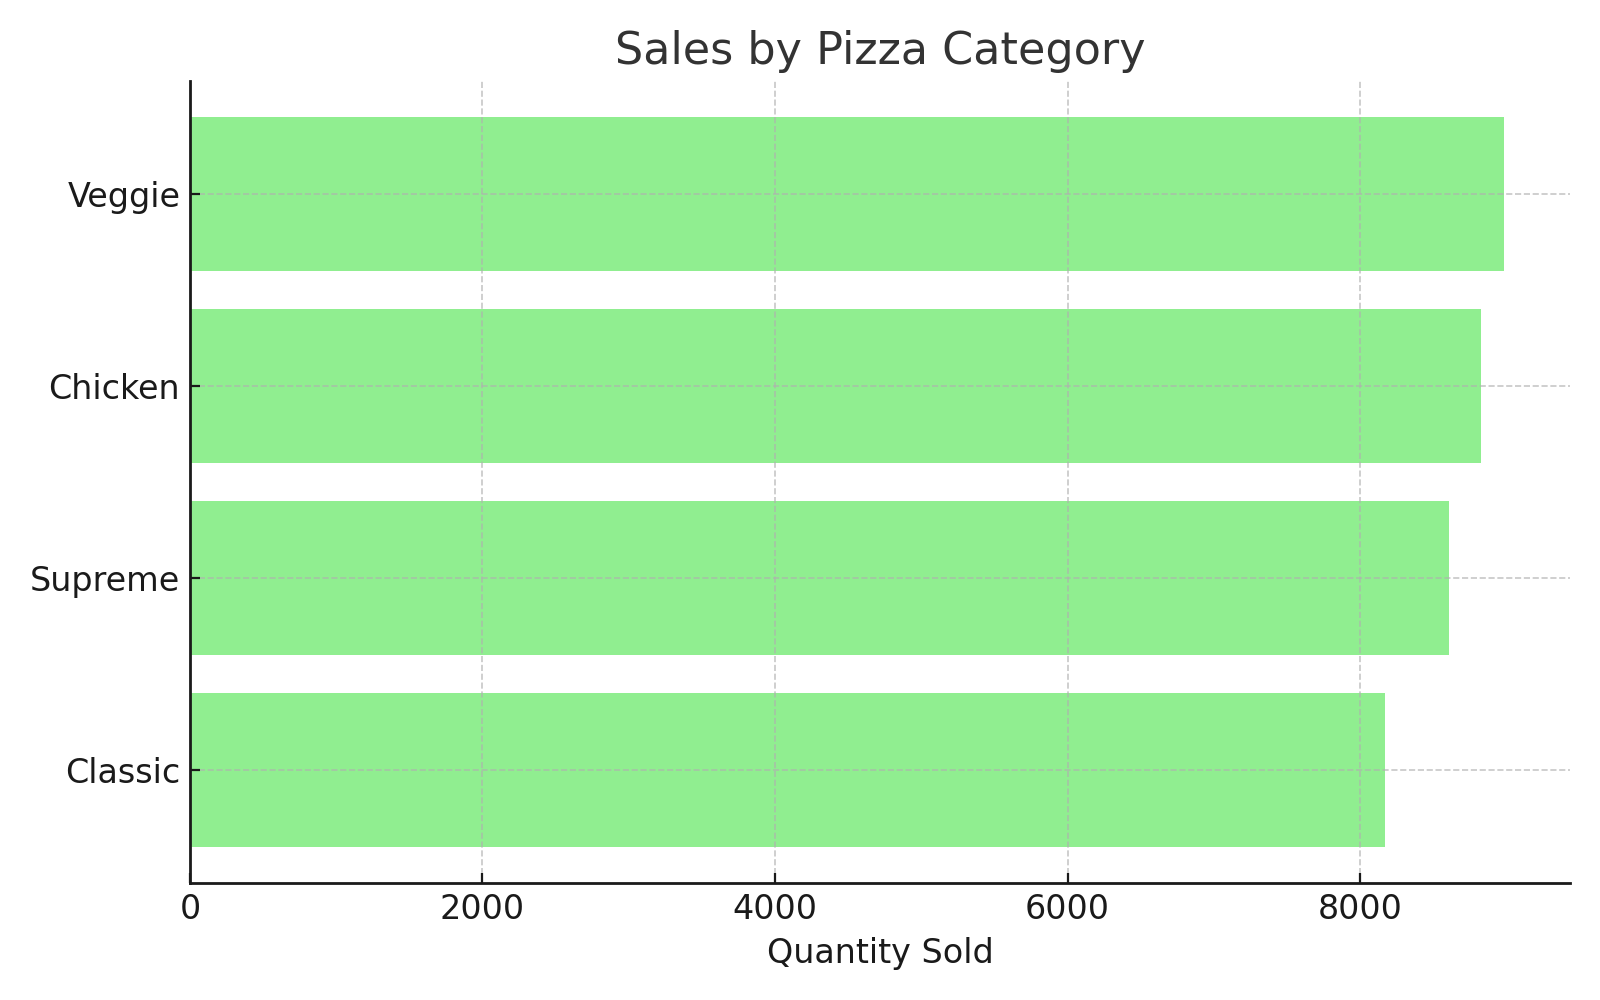 Sales by Pizza Category
Veggie
Chicken
Supreme
Classic
0 2000 4000 6000 8000
Quantity Sold